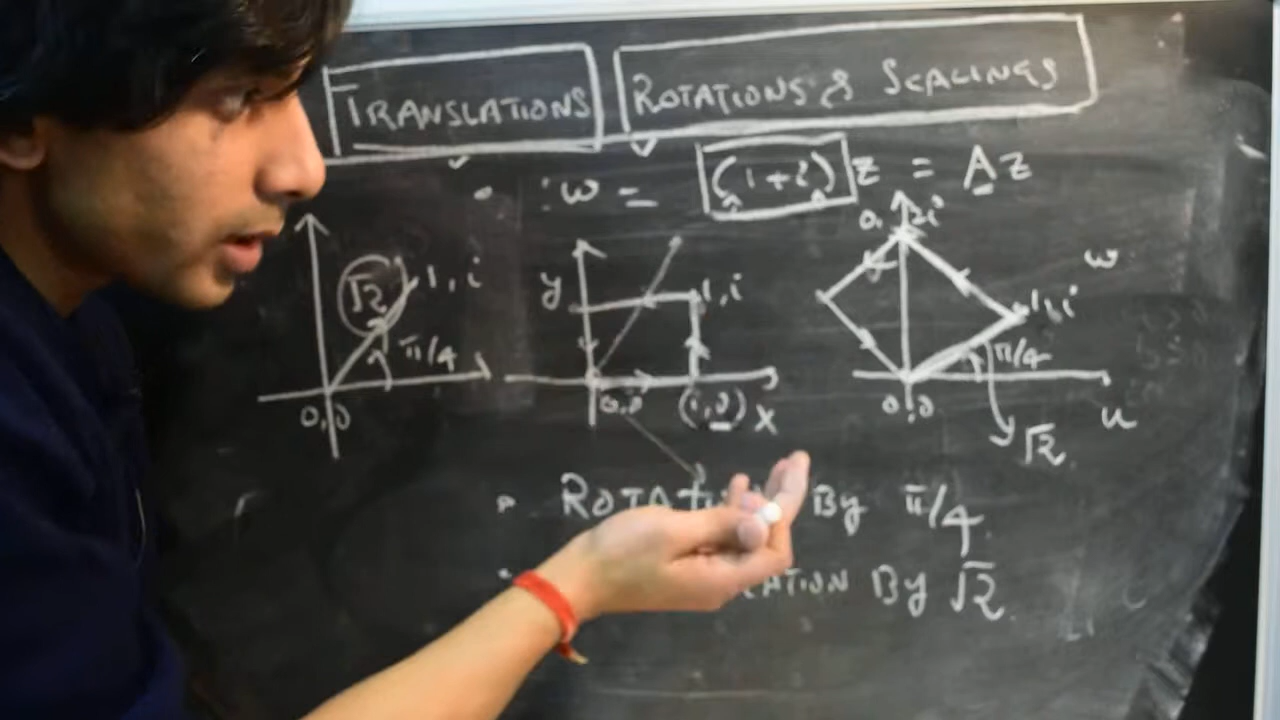 TRANSLATIONS
ROTATIONS & SCALINGS
:w = (1+i) z = Az
√2
1, i
π/4
0,0
y
1, i
0,0
(1,0)
x
0, 2i
w
1, i
π/4
0,0
u
√2
By π/4
By √2